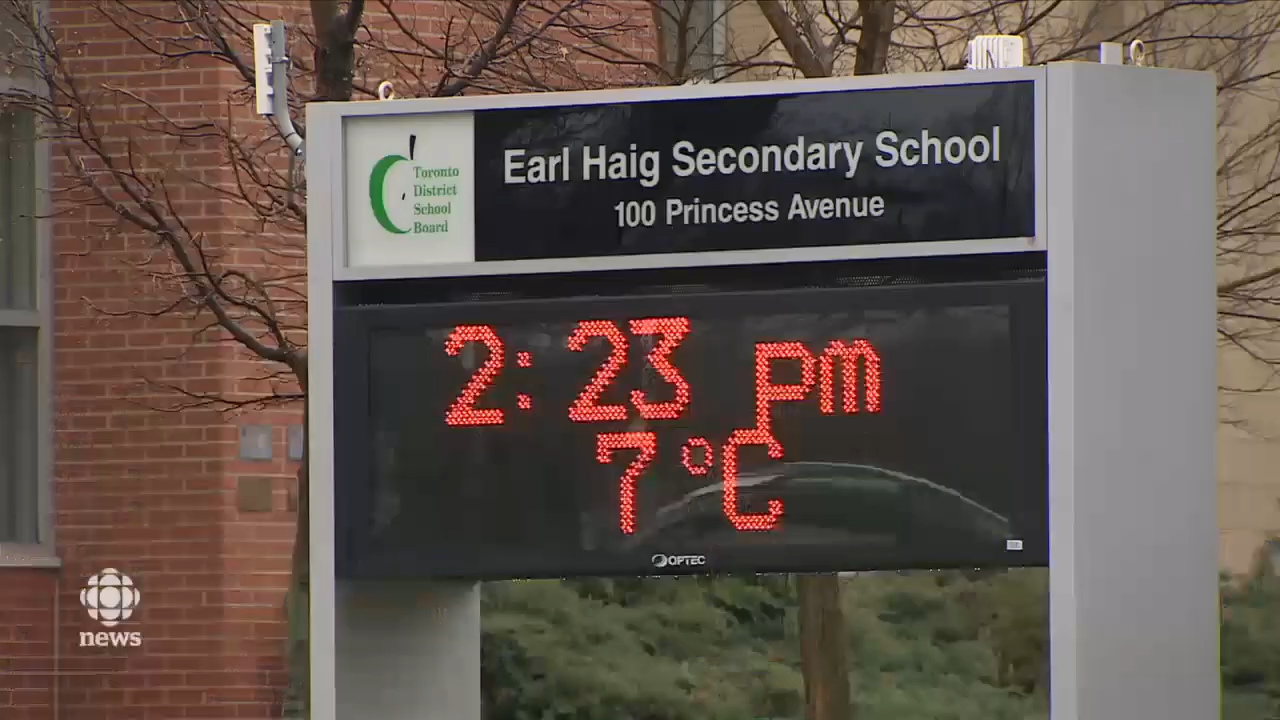 Toronto
District
School
Board
Earl Haig Secondary School
100 Princess Avenue
2:23 pm
7°C
OPTEC
news